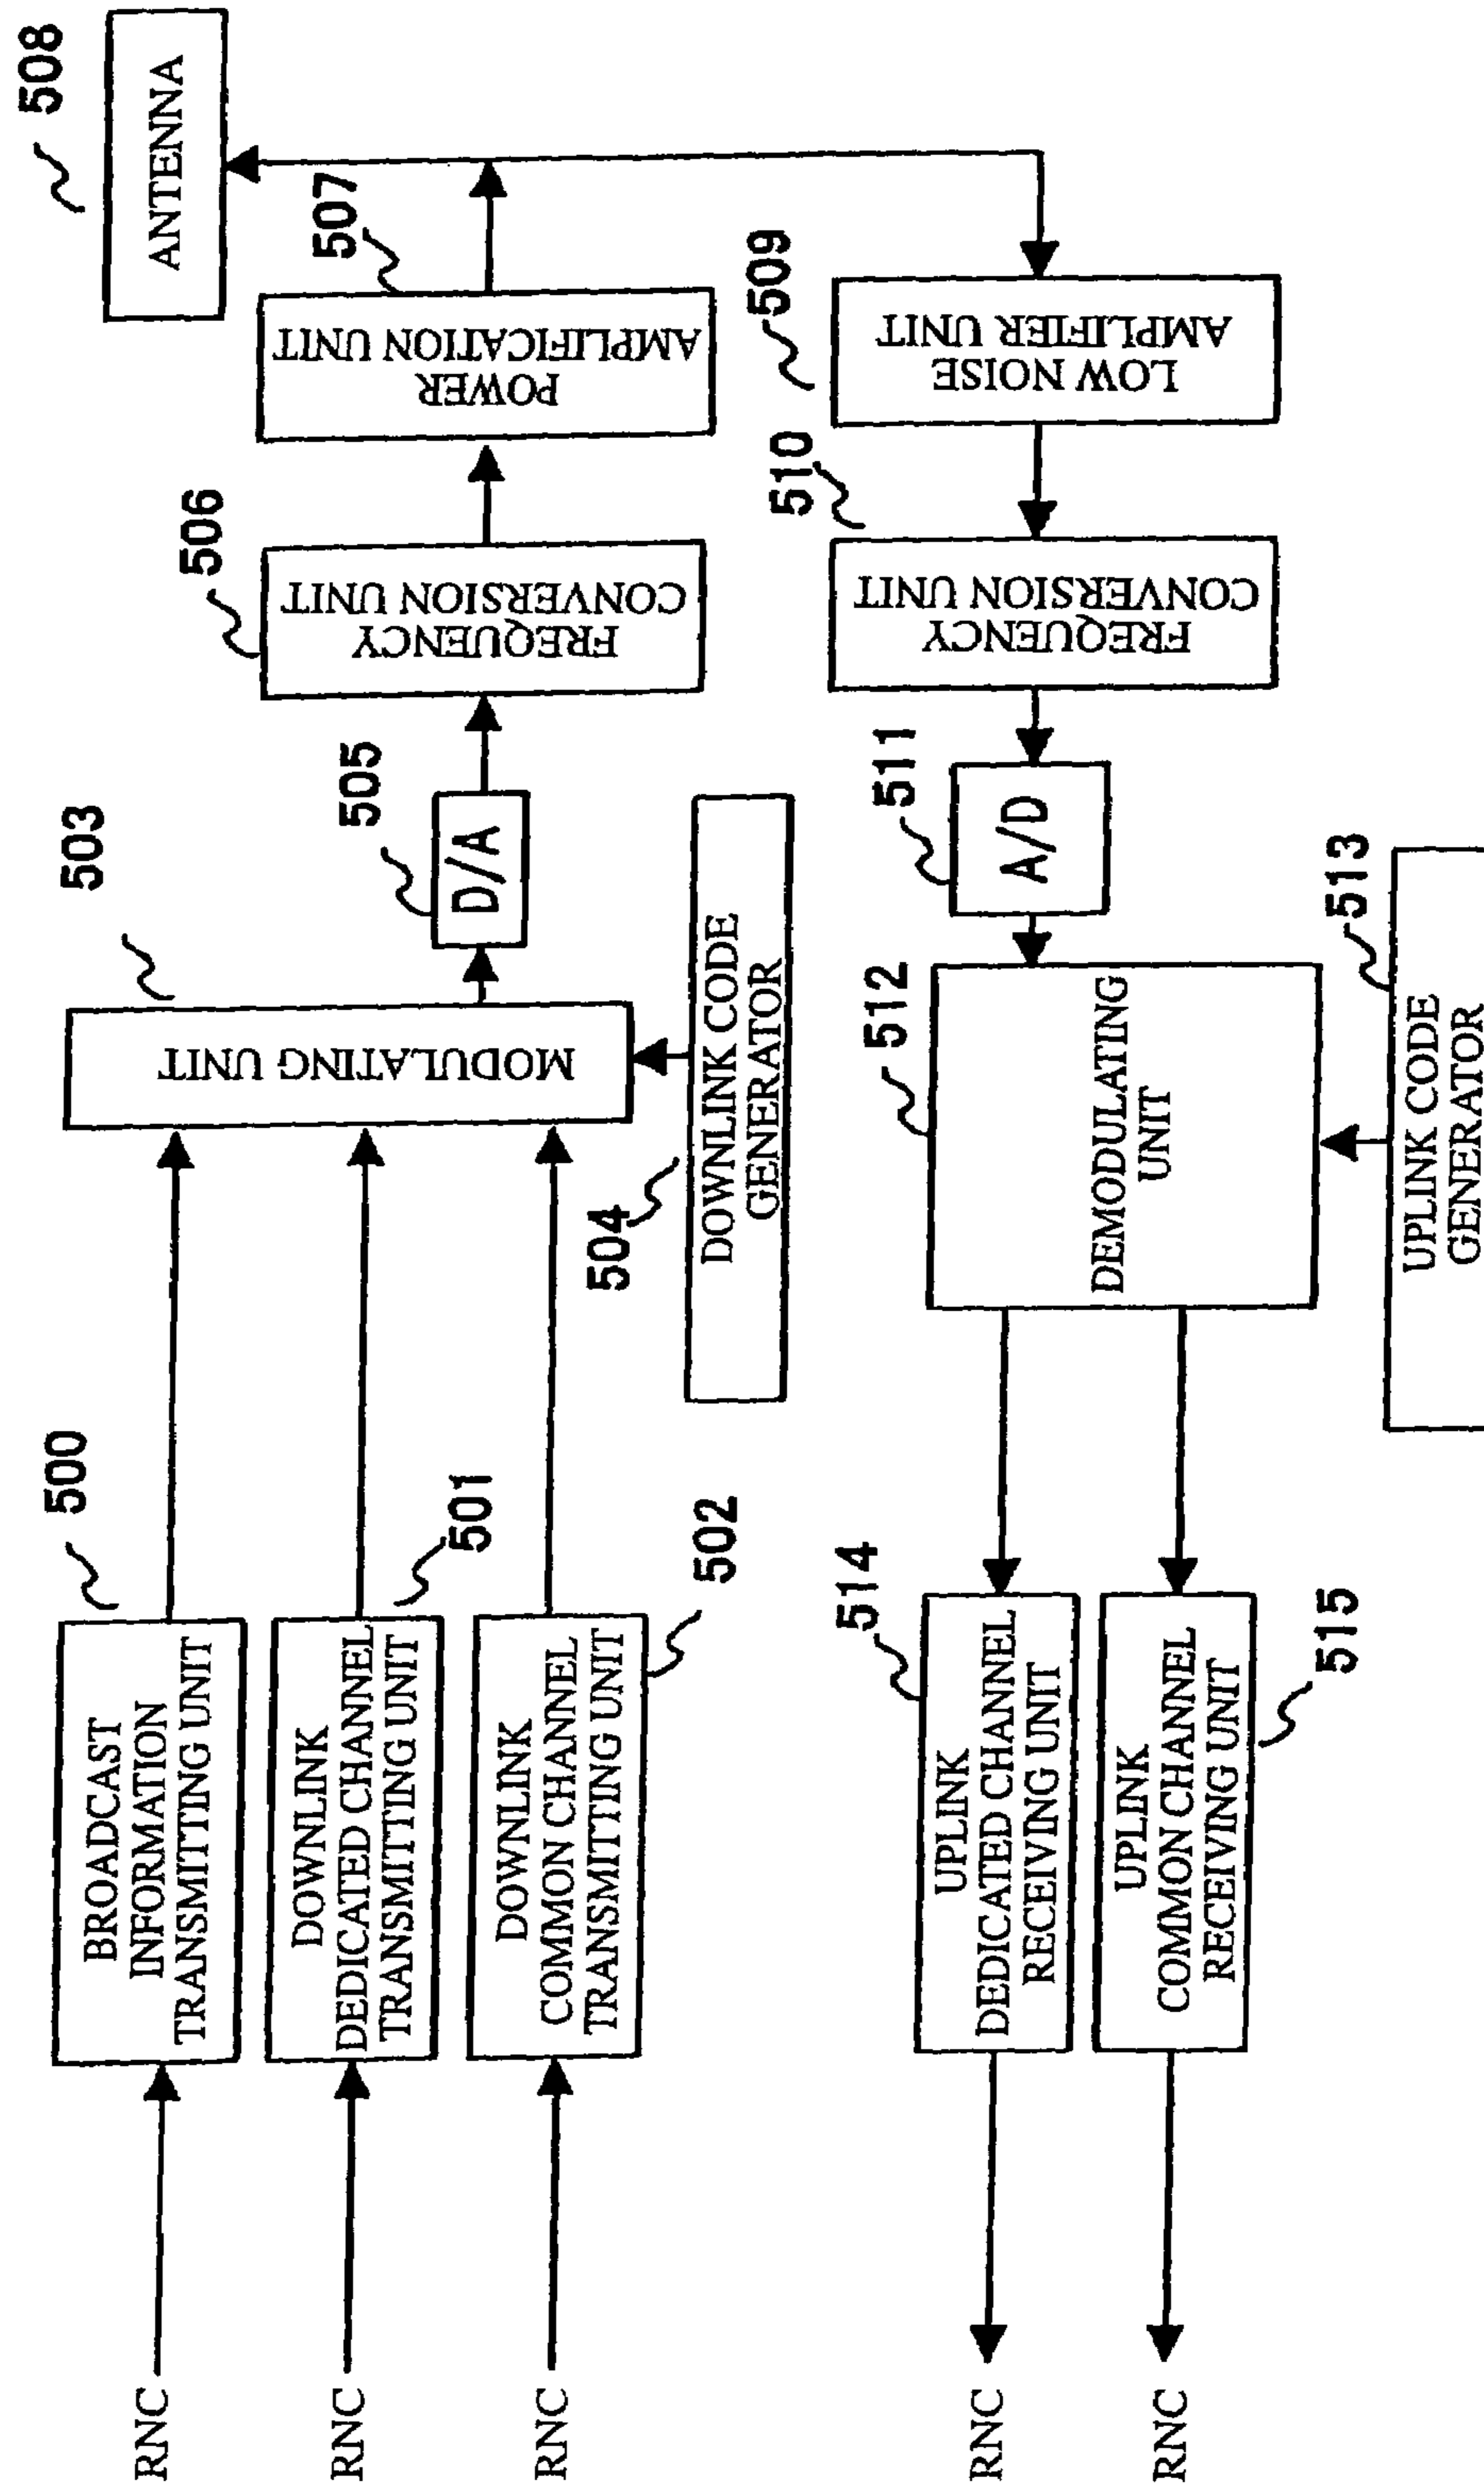 RNC
500
BROADCAST
INFORMATION
TRANSMITTING UNIT
RNC
501
DOWNLINK
DEDICATED CHANNEL
TRANSMITTING UNIT
RNC
502
DOWNLINK
COMMON CHANNEL
TRANSMITTING UNIT
503
MODULATING UNIT
504
DOWNLINK CODE
GENERATOR
505
D/A
506
FREQUENCY
CONVERSION UNIT
507
POWER
AMPLIFICATION UNIT
508
ANTENNA
509
LOW NOISE
AMPLIFIER UNIT
510
FREQUENCY
CONVERSION UNIT
511
A/D
512
DEMODULATING
UNIT
513
UPLINK CODE
GENERATOR
514
UPLINK
DEDICATED CHANNEL
RECEIVING UNIT
RNC
515
UPLINK
COMMON CHANNEL
RECEIVING UNIT
RNC